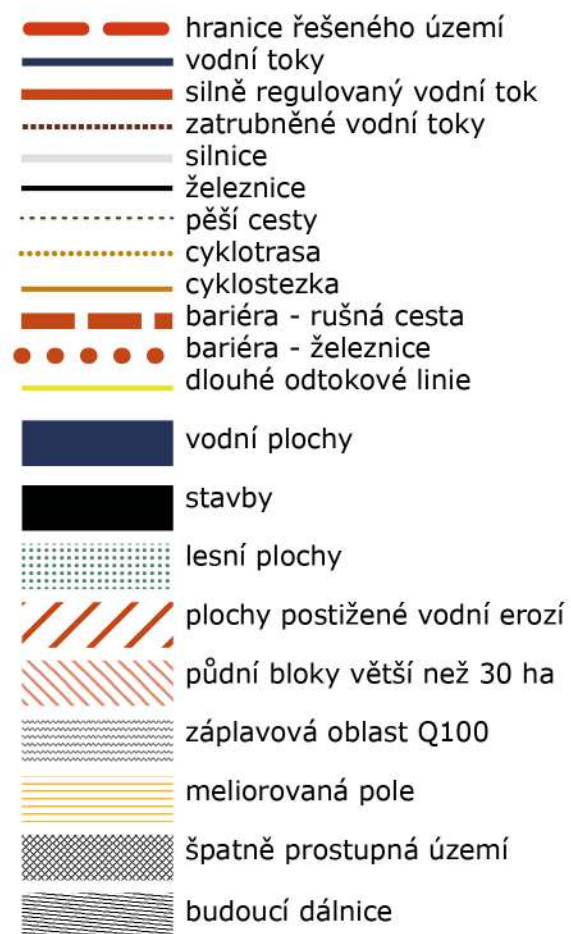 hranice řešeného území
vodní toky
silně regulovaný vodní tok
zatrubněné vodní toky
silnice
železnice
pěší cesty
cyklotrasa
cyklostezka
bariéra - rušná cesta
bariéra - železnice
dlouhé odtokové linie
vodní plochy
stavby
lesní plochy
plochy postižené vodní erozí
půdní bloky větší než 30 ha
záplavová oblast Q100
meliorovaná pole
špatně prostupná území
budoucí dálnice